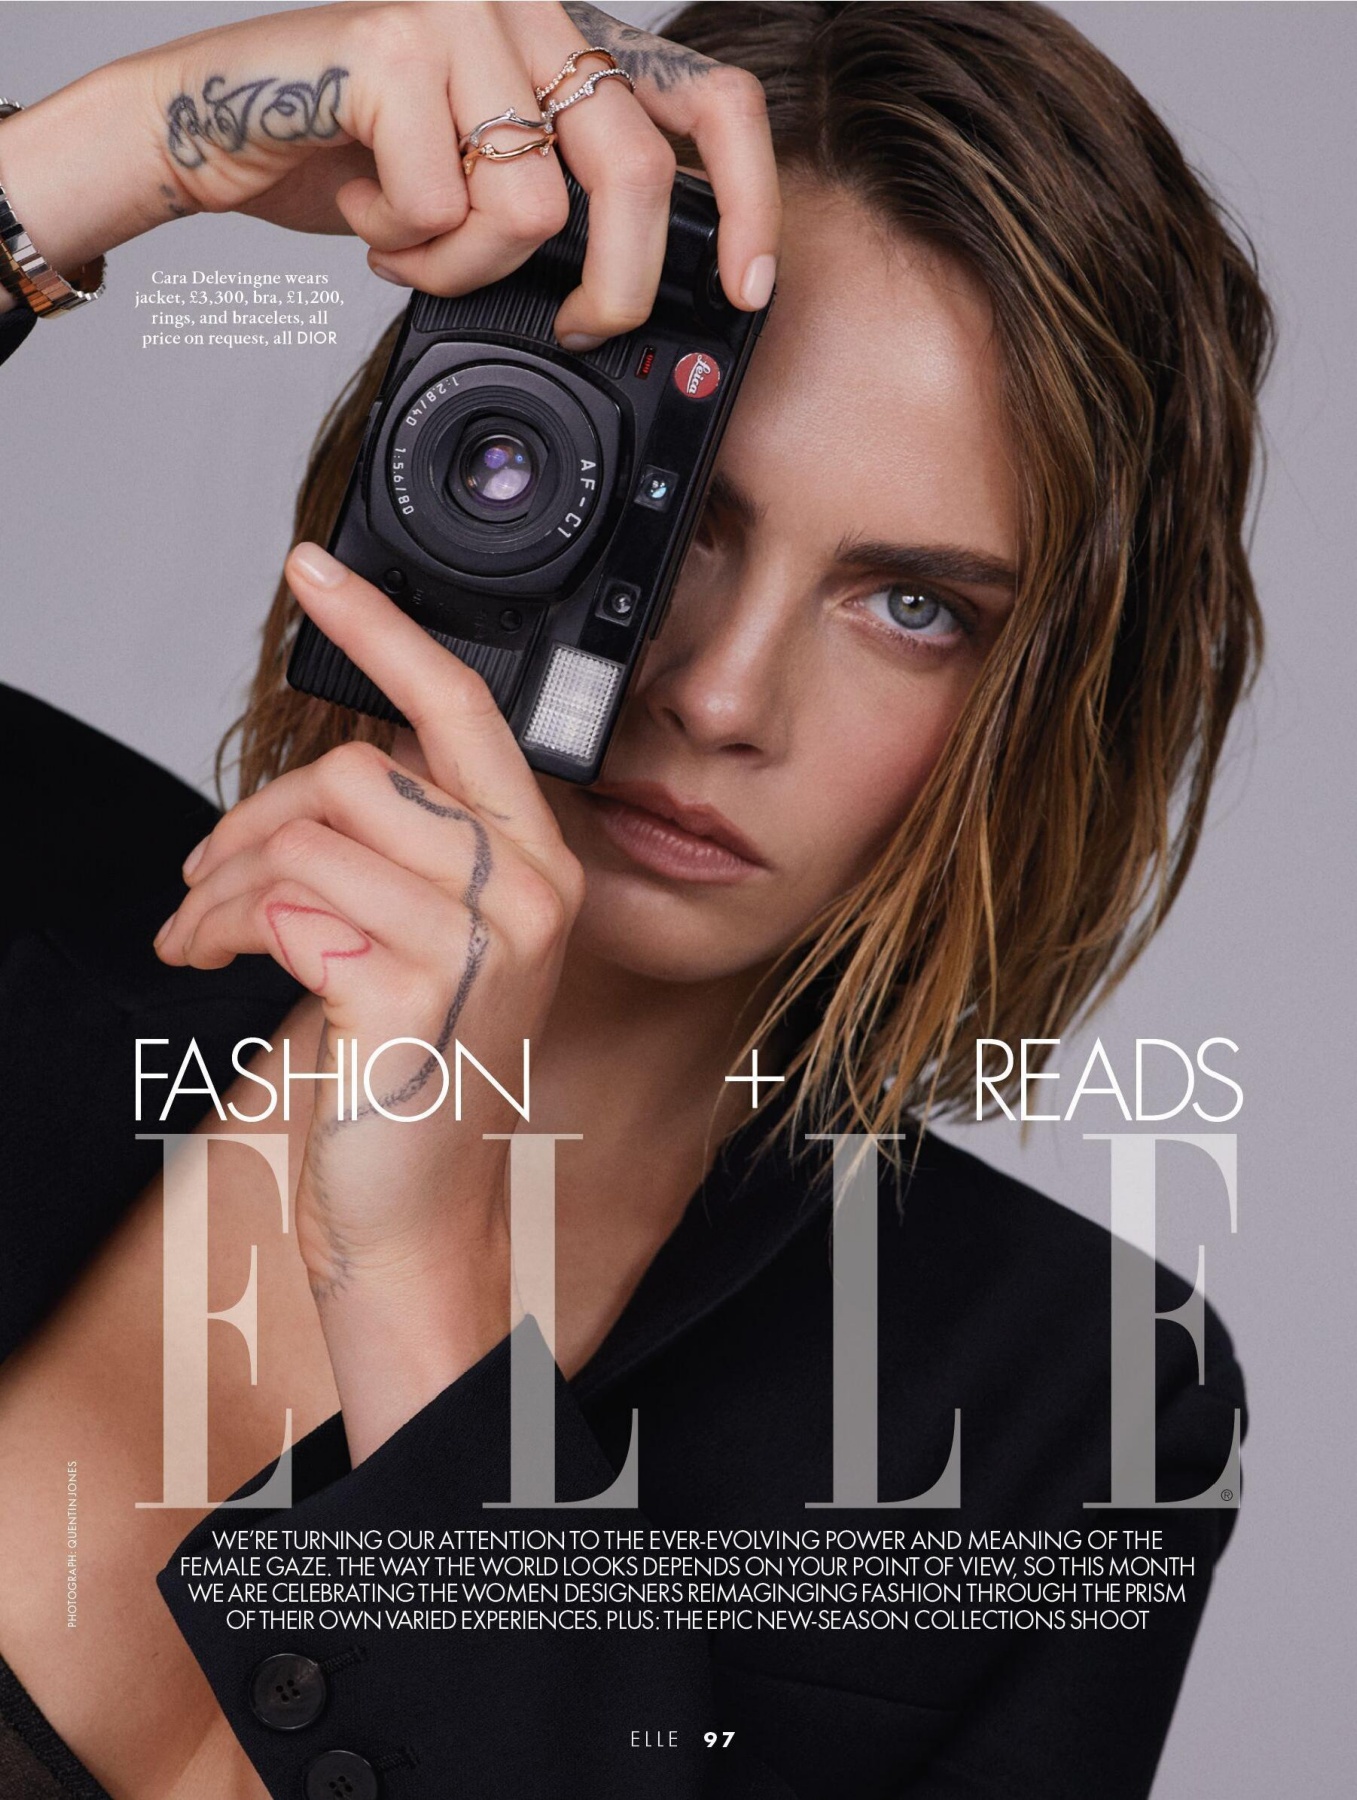 Cara Delevingne wears
jacket, £3,300, bra, £1,200,
rings, and bracelets, all
price on request, all DIOR
Leica
1:2.8/40
1:5.6/80
AF-C1
FASHION + READS
ELLE
®
WE'RE TURNING OUR ATTENTION TO THE EVER-EVOLVING POWER AND MEANING OF THE
FEMALE GAZE. THE WAY THE WORLD LOOKS DEPENDS ON YOUR POINT OF VIEW, SO THIS MONTH
WE ARE CELEBRATING THE WOMEN DESIGNERS REIMAGINGING FASHION THROUGH THE PRISM
OF THEIR OWN VARIED EXPERIENCES. PLUS: THE EPIC NEW-SEASON COLLECTIONS SHOOT
PHOTOGRAPH: QUENTIN JONES
ELLE 97